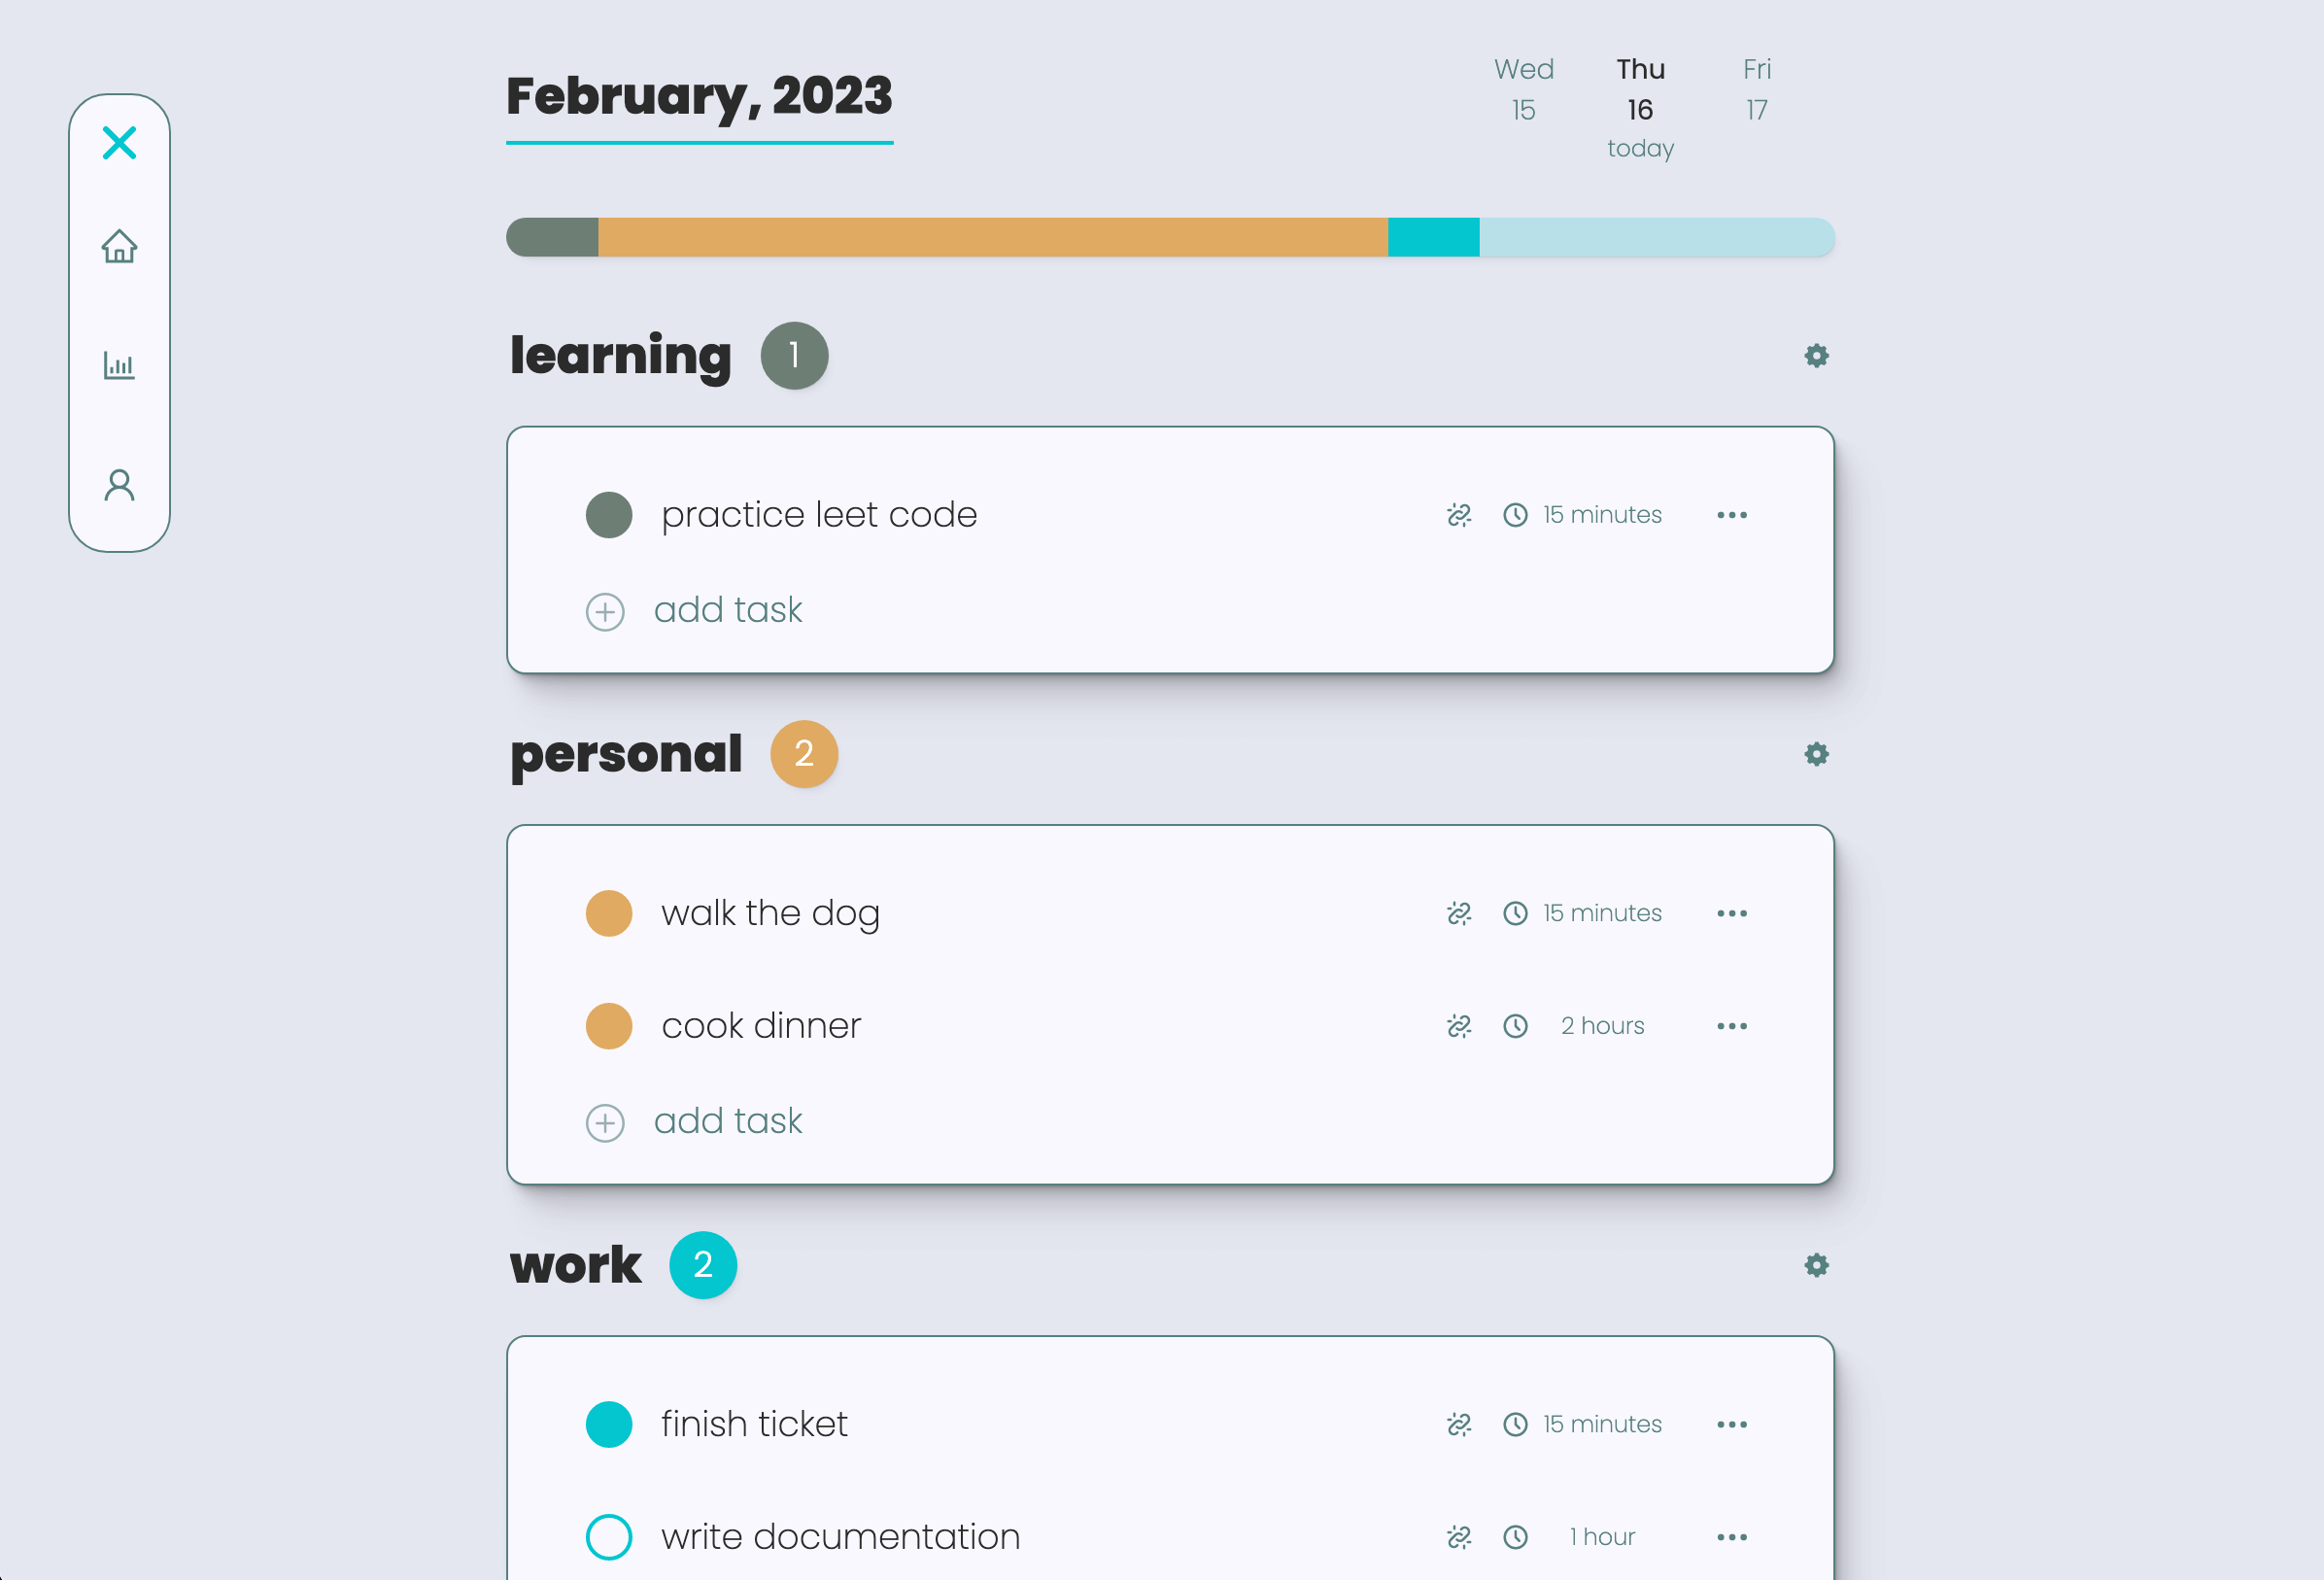 February, 2023
Wed Thu Fri
15 16 17
today
learning 1
practice leet code 15 minutes
add task
personal 2
walk the dog 15 minutes
cook dinner 2 hours
add task
work 2
finish ticket 15 minutes
write documentation 1 hour